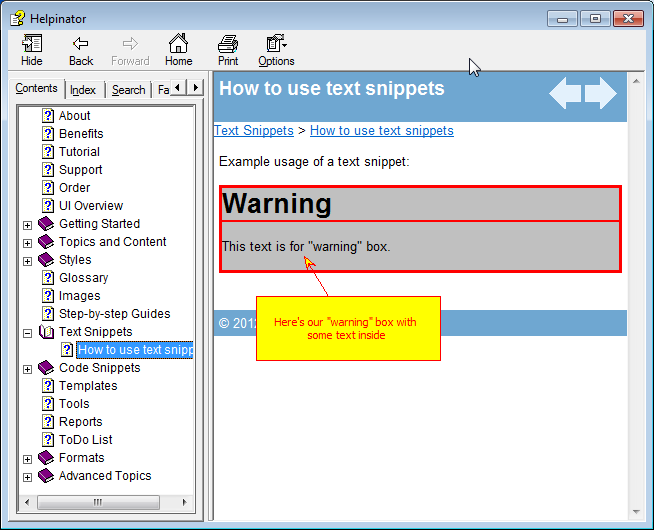 Helpinator
Hide Back Forward Home Print Options
Contents Index Search Fa
About
Benefits
Tutorial
Support
Order
UI Overview
Getting Started
Topics and Content
Styles
Glossary
Images
Step-by-step Guides
Text Snippets
How to use text snipp
Code Snippets
Templates
Tools
Reports
ToDo List
Formats
Advanced Topics
How to use text snippets
Text Snippets > How to use text snippets
Example usage of a text snippet:
Warning
This text is for "warning" box.
© 2012
Here's our "warning" box with
some text inside